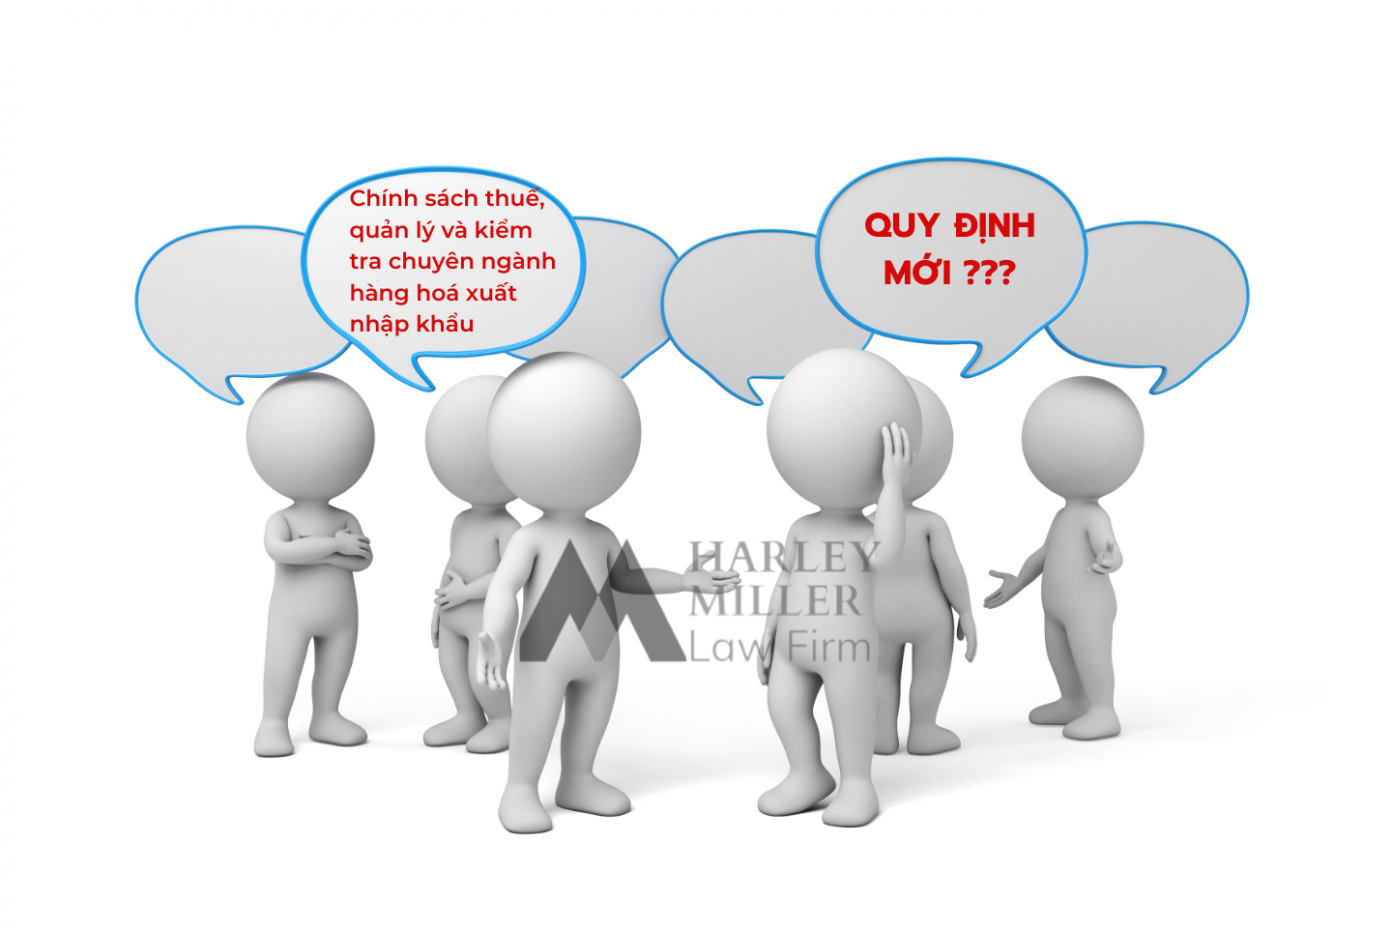 Chính sách thuế,
quản lý và kiểm
tra chuyên ngành
hàng hoá xuất
nhập khẩu
QUY ĐỊNH
MỚI ???
HARLEY
MILLER
Law Firm